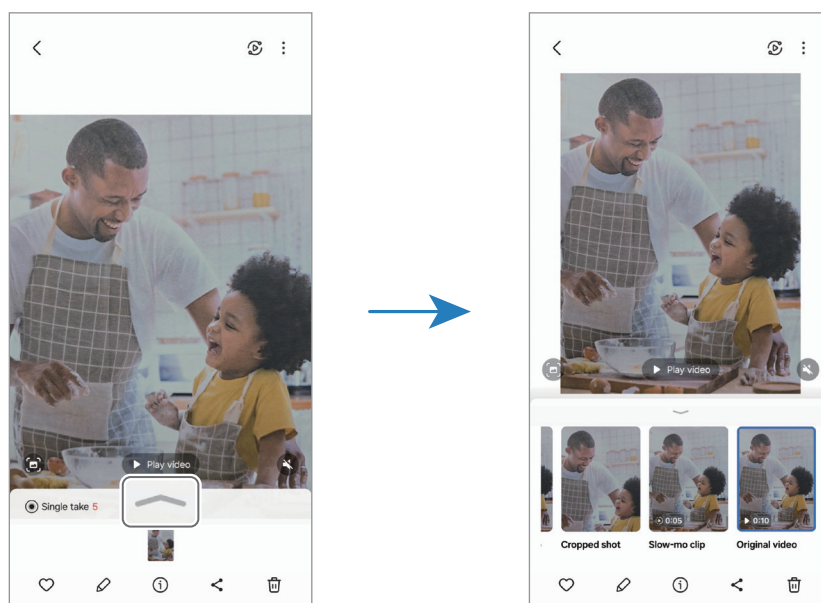 Play video
Single take 5
Play video
0:05
0:10
Cropped shot
Slow-mo clip
Original video